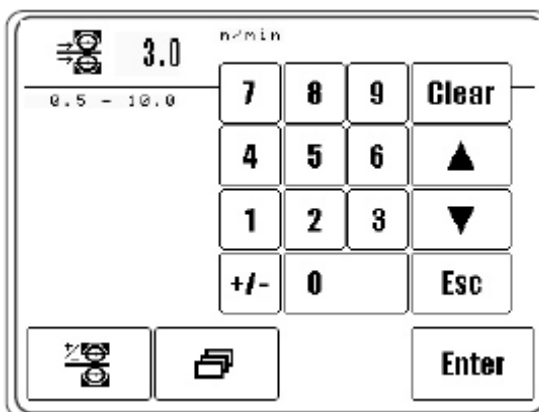 3.0 m/min
0.5 - 10.0
7 8 9 Clear
4 5 6 ▲
1 2 3 ▼
+/- 0 Esc
+/- Enter